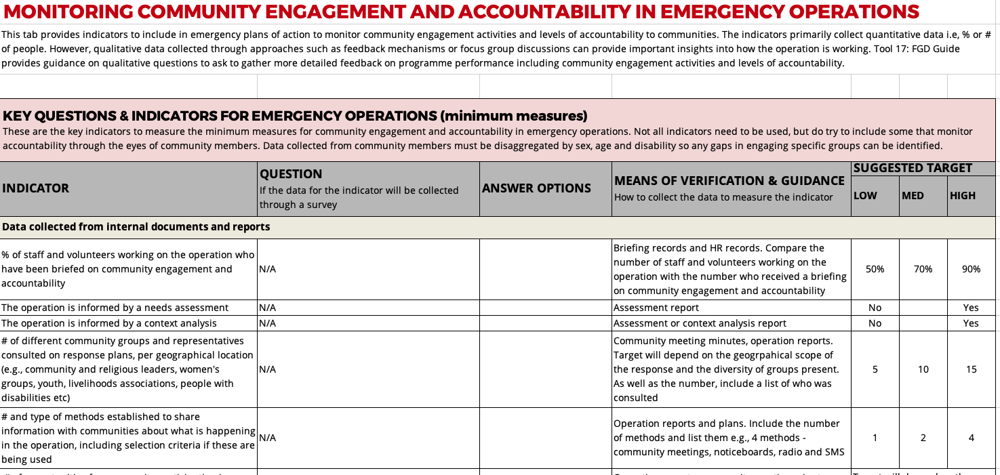 MONITORING COMMUNITY ENGAGEMENT AND ACCOUNTABILITY IN EMERGENCY OPERATIONS
This tab provides indicators to include in emergency plans of action to monitor community engagement activities and levels of accountability to communities. The indicators primarily collect quantitative data i.e, % or #
of people. However, qualitative data collected through approaches such as feedback mechanisms or focus group discussions can provide important insights into how the operation is working. Tool 17: FGD Guide
provides guidance on qualitative questions to ask to gather more detailed feedback on programme performance including community engagement activities and levels of accountability.
KEY QUESTIONS & INDICATORS FOR EMERGENCY OPERATIONS (minimum measures)
These are the key indicators to measure the minimum measures for community engagement and accountability in emergency operations. Not all indicators need to be used, but do try to include some that monitor
accountability through the eyes of community members. Data collected from community members must be disaggregated by sex, age and disability so any gaps in engaging specific groups can be identified.
INDICATOR
QUESTION
If the data for the indicator will be collected
through a survey
ANSWER OPTIONS
MEANS OF VERIFICATION & GUIDANCE
How to collect the data to measure the indicator
SUGGESTED TARGET
LOW
MED
HIGH
Data collected from internal documents and reports
% of staff and volunteers working on the operation who
have been briefed on community engagement and
accountability
N/A
Briefing records and HR records. Compare the
number of staff and volunteers working on the
operation with the number who received a briefing
on community engagement and accountability
50%
70%
90%
The operation is informed by a needs assessment
N/A
Assessment report
No
Yes
The operation is informed by a context analysis
N/A
Assessment or context analysis report
No
Yes
# of different community groups and representatives
consulted on response plans, per geographical location
(e.g., community and religious leaders, women's
groups, youth, livelihoods associations, people with
disabilities etc)
N/A
Community meeting minutes, operation reports.
Target will depend on the geogrpahical scope of
the response and the diversity of groups present.
As well as the number, include a list of who was
consulted
5
10
15
# and type of methods established to share
information with communities about what is happening
in the operation, including selection criteria if these are
being used
N/A
Operation reports and plans. Include the number
of methods and list them e.g., 4 methods -
community meetings, noticeboards, radio and SMS
1
2
4